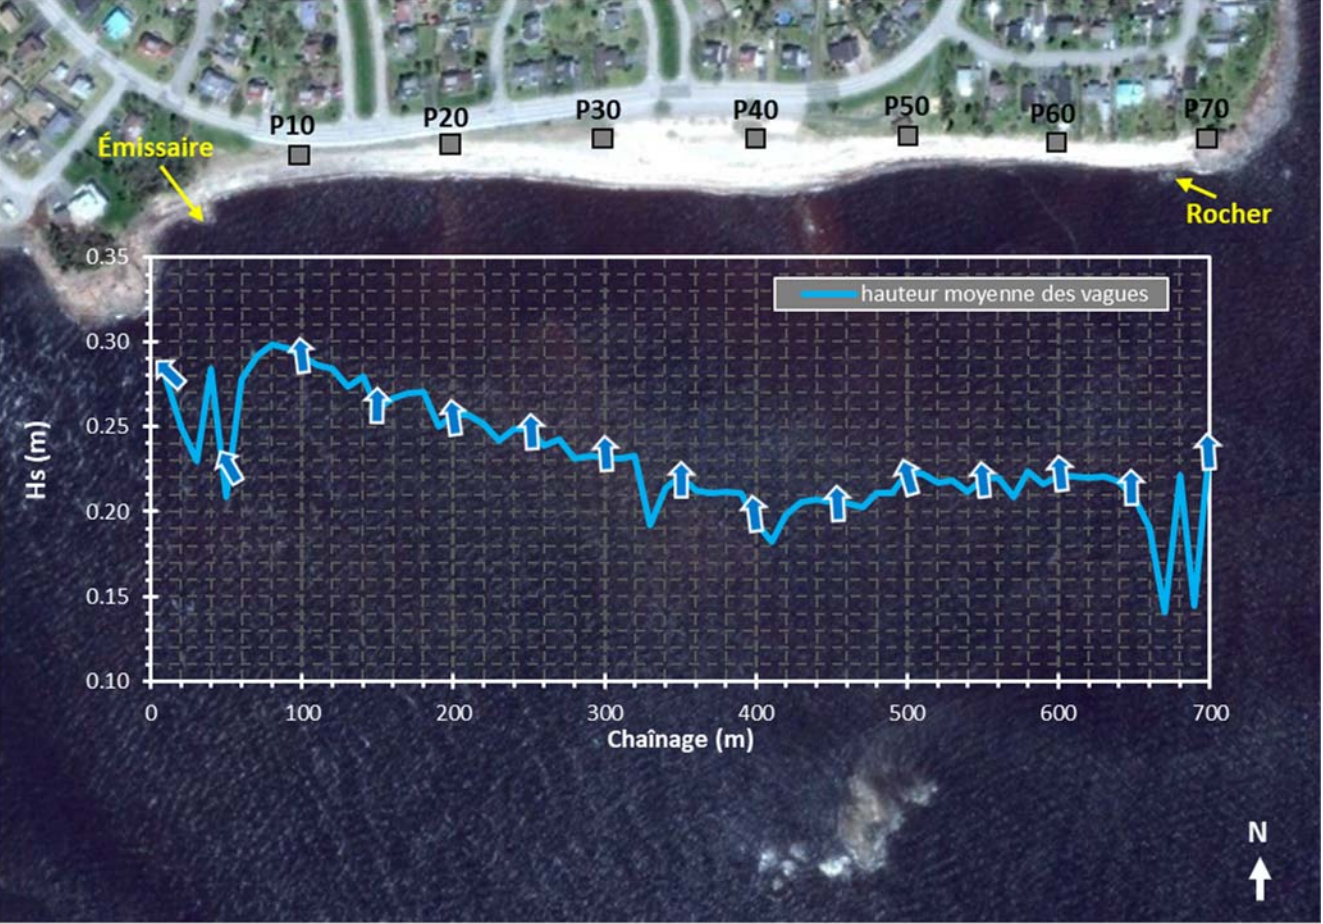 P10
P20
P30
P40
P50
P60
P70
Émissaire
Rocher
0.35
hauteur moyenne des vagues
0.30
0.25
0.20
0.15
0.10
Hs (m)
0
100
200
300
400
500
600
700
Chaînage (m)
N